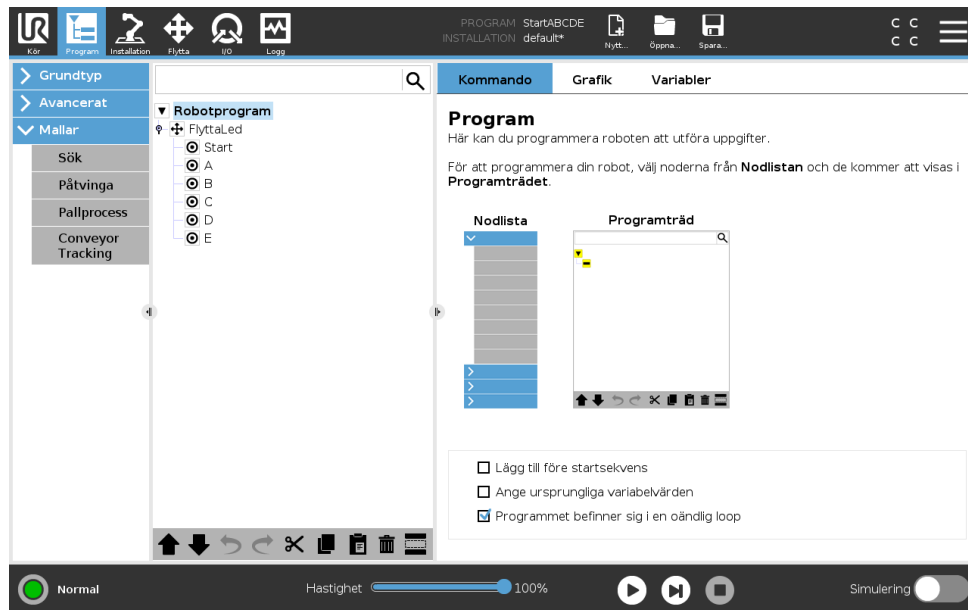 UR
PROGRAM StartABCDE
INSTALLATION default*
Kör Program Installation Flytta I/O Logg
Nytt... Öppna... Spara...
C C
C C
Grundtyp
Avancerat
Mallar
Sök
Påtvinga
Pallprocess
Conveyor
Tracking
Robotprogram
FlyttaLed
Start
A
B
C
D
E
Kommando Grafik Variabler
Program
Här kan du programmera roboten att utföra uppgifter.
För att programmera din robot, välj noderna från Nodlistan och de kommer att visas i
Programträdet.
Nodlista Programträd
Lägg till före startsekvens
Ange ursprungliga variabelvärden
Programmet befinner sig i en oändlig loop
Normal Hastighet 100% Simulering